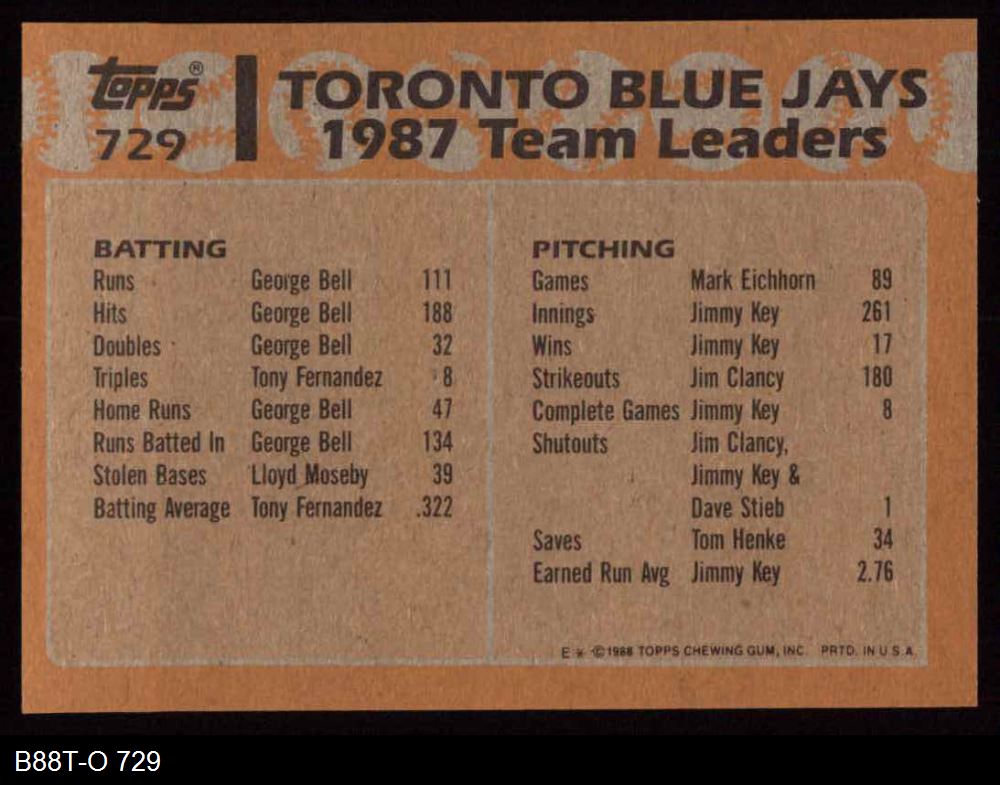 topps® TORONTO BLUE JAYS
729 1987 Team Leaders
BATTING
Runs George Bell 111
Hits George Bell 188
Doubles George Bell 32
Triples Tony Fernandez 8
Home Runs George Bell 47
Runs Batted In George Bell 134
Stolen Bases Lloyd Moseby 39
Batting Average Tony Fernandez .322
PITCHING
Games Mark Eichhorn 89
Innings Jimmy Key 261
Wins Jimmy Key 17
Strikeouts Jim Clancy 180
Complete Games Jimmy Key 8
Shutouts Jim Clancy,
Jimmy Key &
Dave Stieb 1
Saves Tom Henke 34
Earned Run Avg Jimmy Key 2.76
E * ©1988 TOPPS CHEWING GUM, INC. PRTD. IN U.S.A.
B88T-O 729